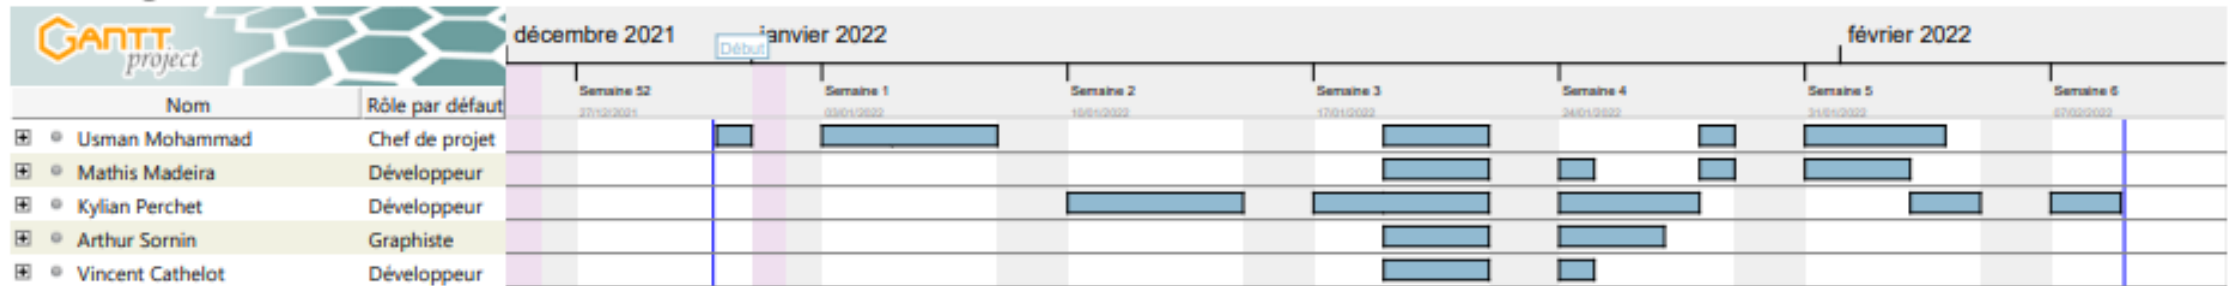 GANTT
project
décembre 2021
Début
janvier 2022
février 2022
Semaine 52
Semaine 1
Semaine 2
Semaine 3
Semaine 4
Semaine 5
Semaine 6
27/12/2021
03/01/2022
10/01/2022
17/01/2022
24/01/2022
31/01/2022
07/02/2022
Nom Rôle par défaut
Usman Mohammad Chef de projet
Mathis Madeira Développeur
Kylian Perchet Développeur
Arthur Sornin Graphiste
Vincent Cathelot Développeur